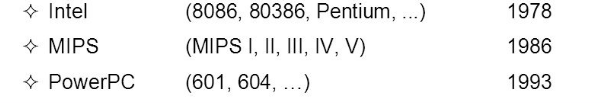 ✧ Intel (8086, 80386, Pentium, ...) 1978
✧ MIPS (MIPS I, II, III, IV, V) 1986
✧ PowerPC (601, 604, …) 1993